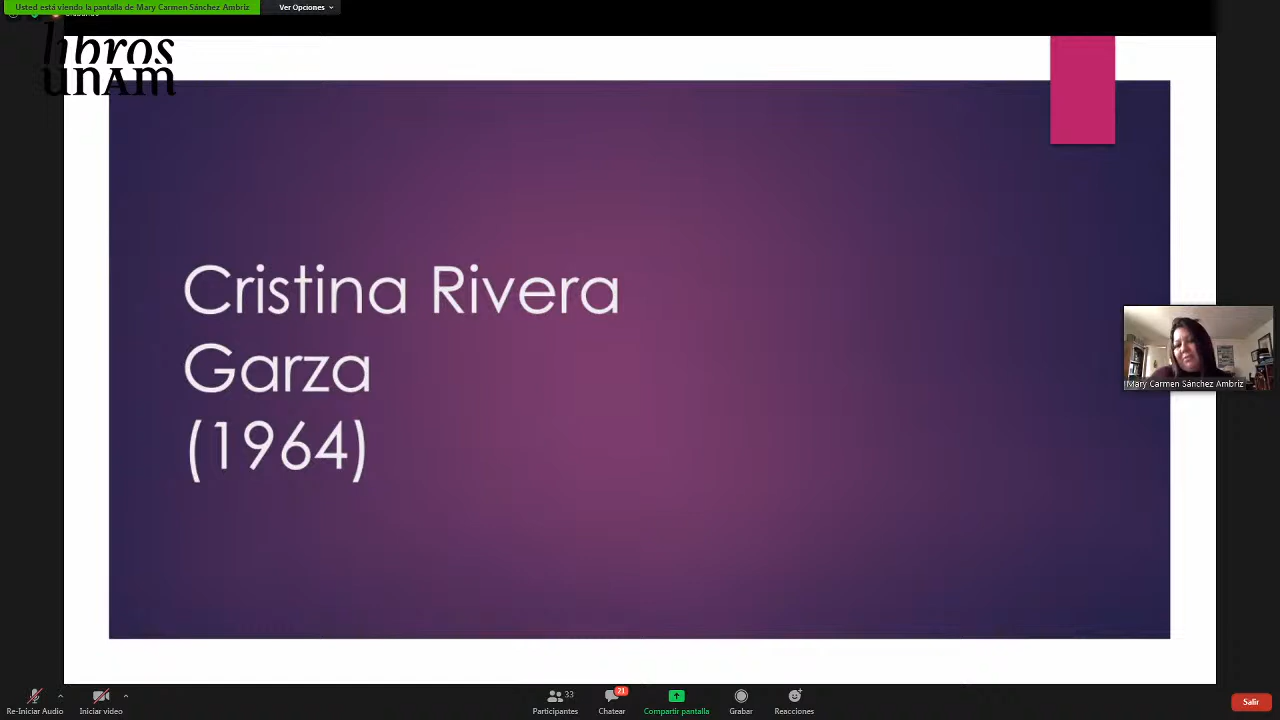 Usted está viendo la pantalla de Mary Carmen Sánchez Ambriz
Ver Opciones
libros
unAm
Cristina Rivera
Garza
(1964)
Mary Carmen Sánchez Ambriz
Re-Iniciar Audio
Iniciar video
33
Participantes
21
Chatear
Compartir pantalla
Grabar
Reacciones
Salir